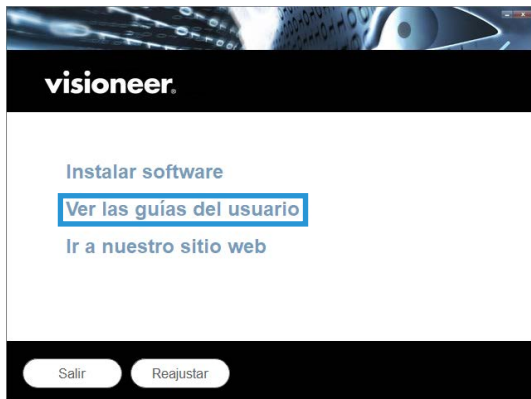 visioneer.
Instalar software
Ver las guías del usuario
Ir a nuestro sitio web
Salir
Reajustar